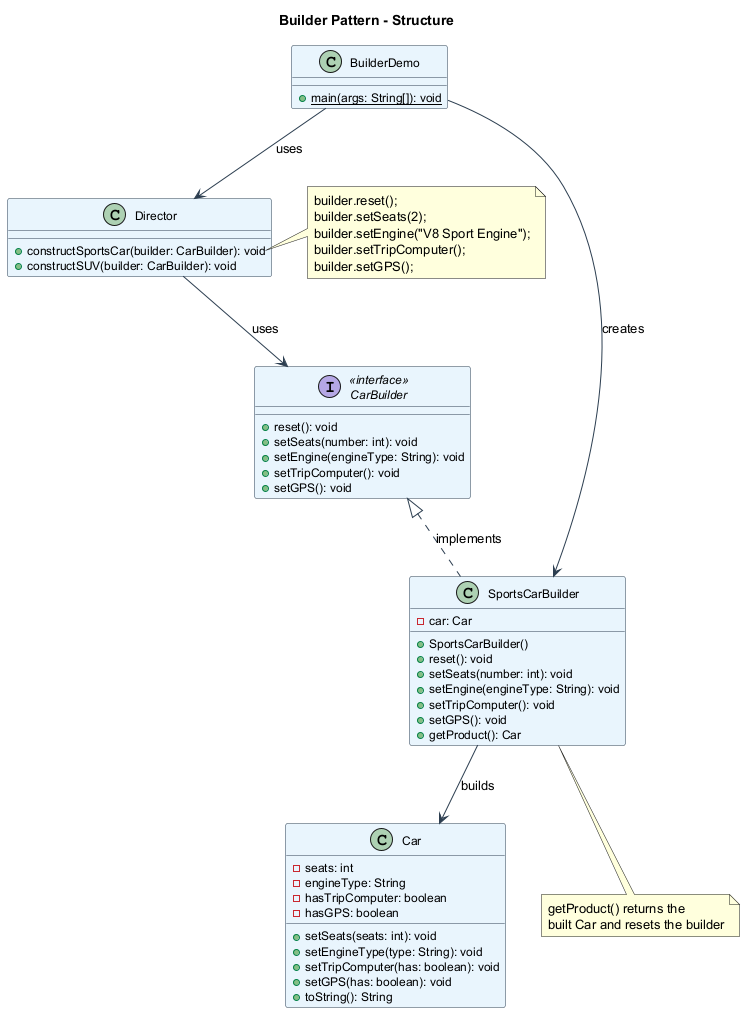 Builder Pattern - Structure
C BuilderDemo
main(args: String[]): void
uses
C Director
constructSportsCar(builder: CarBuilder): void
constructSUV(builder: CarBuilder): void
builder.reset();
builder.setSeats(2);
builder.setEngine("V8 Sport Engine");
builder.setTripComputer();
builder.setGPS();
uses
creates
I «interface»
CarBuilder
reset(): void
setSeats(number: int): void
setEngine(engineType: String): void
setTripComputer(): void
setGPS(): void
implements
C SportsCarBuilder
car: Car
SportsCarBuilder()
reset(): void
setSeats(number: int): void
setEngine(engineType: String): void
setTripComputer(): void
setGPS(): void
getProduct(): Car
builds
C Car
seats: int
engineType: String
hasTripComputer: boolean
hasGPS: boolean
setSeats(seats: int): void
setEngineType(type: String): void
setTripComputer(has: boolean): void
setGPS(has: boolean): void
toString(): String
getProduct() returns the
built Car and resets the builder